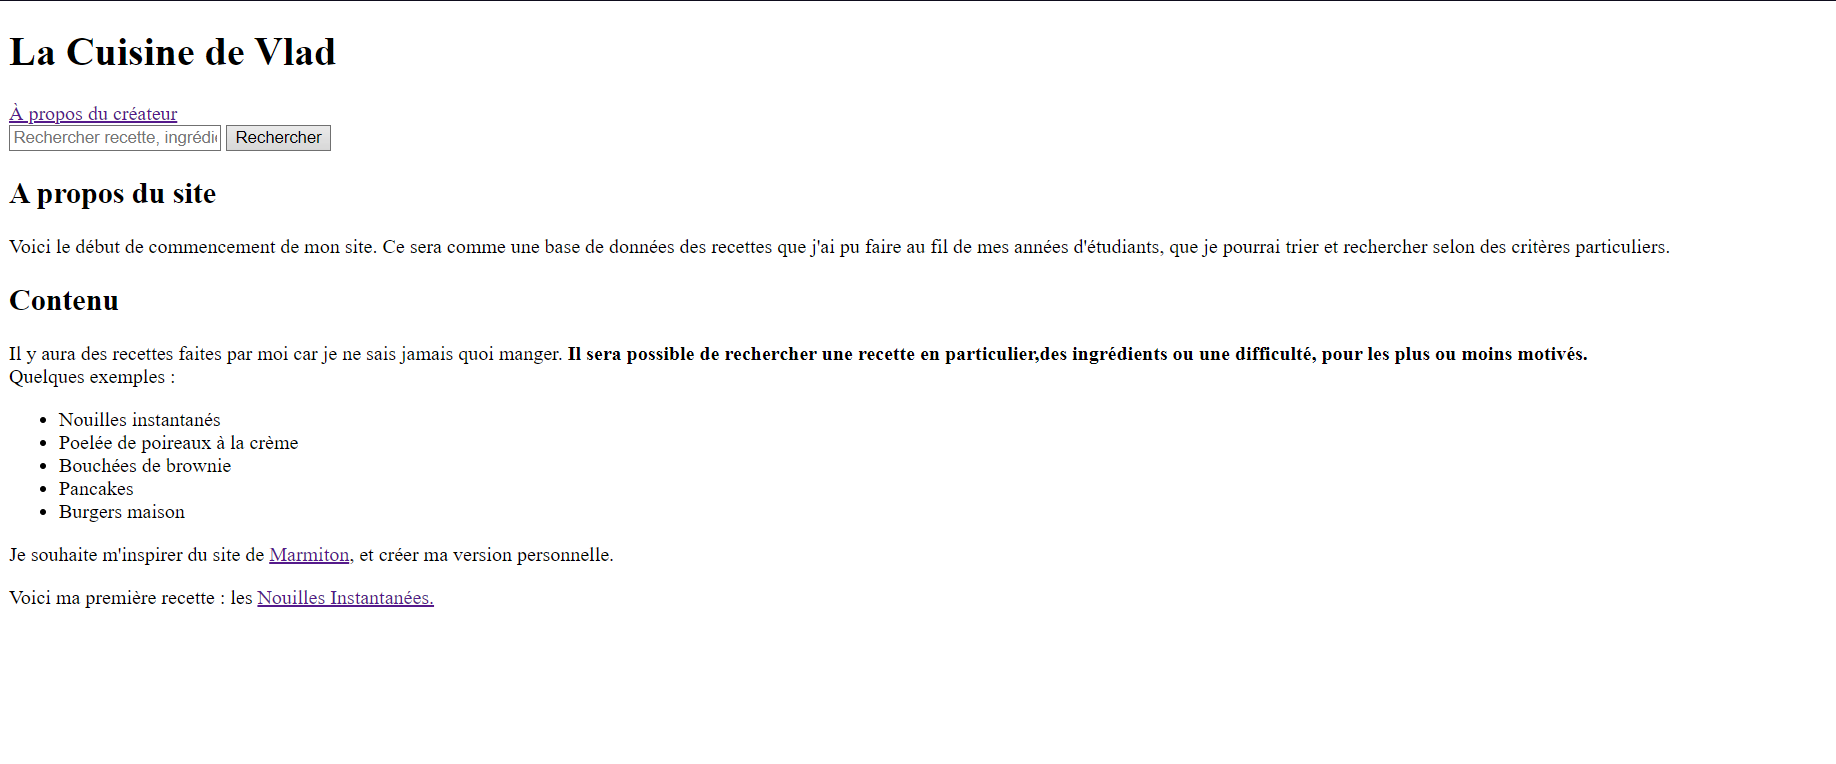 La Cuisine de Vlad
À propos du créateur
Rechercher recette, ingrédi
Rechercher
A propos du site
Voici le début de commencement de mon site. Ce sera comme une base de données des recettes que j'ai pu faire au fil de mes années d'étudiants, que je pourrai trier et rechercher selon des critères particuliers.
Contenu
Il y aura des recettes faites par moi car je ne sais jamais quoi manger. Il sera possible de rechercher une recette en particulier,des ingrédients ou une difficulté, pour les plus ou moins motivés.
Quelques exemples :
• Nouilles instantanés
• Poelée de poireaux à la crème
• Bouchées de brownie
• Pancakes
• Burgers maison
Je souhaite m'inspirer du site de Marmiton, et créer ma version personnelle.
Voici ma première recette : les Nouilles Instantanées.